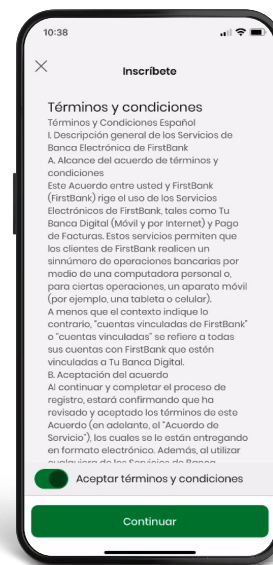 10:38
Inscríbete
Términos y condiciones
Términos y Condiciones Español
I. Descripción general de los Servicios de
Banca Electrónica de FirstBank
A. Alcance del acuerdo de términos y
condiciones
Este Acuerdo entre usted y FirstBank
(FirstBank) rige el uso de los Servicios
Electrónicos de FirstBank, tales como Tu
Banca Digital (Móvil y por Internet) y Pago
de Facturas. Estos servicios permiten que
los clientes de FirstBank realicen un
sinnúmero de operaciones bancarias por
medio de una computadora personal o,
para ciertas operaciones, un aparato móvil
(por ejemplo, una tableta o celular).
A menos que el contexto indique lo
contrario, "cuentas vinculadas de FirstBank"
o "cuentas vinculadas" se refiere a todas
sus cuentas con FirstBank que estén
vinculadas a Tu Banca Digital.
B. Aceptación del acuerdo
Al continuar y completar el proceso de
registro, estará confirmando que ha
revisado y aceptado los términos de este
Acuerdo (en adelante, el "Acuerdo de
Servicio"), los cuales se le están entregando
en formato electrónico. Además, al utilizar
cualquiera de los Servicios de Banca
Aceptar términos y condiciones
Continuar